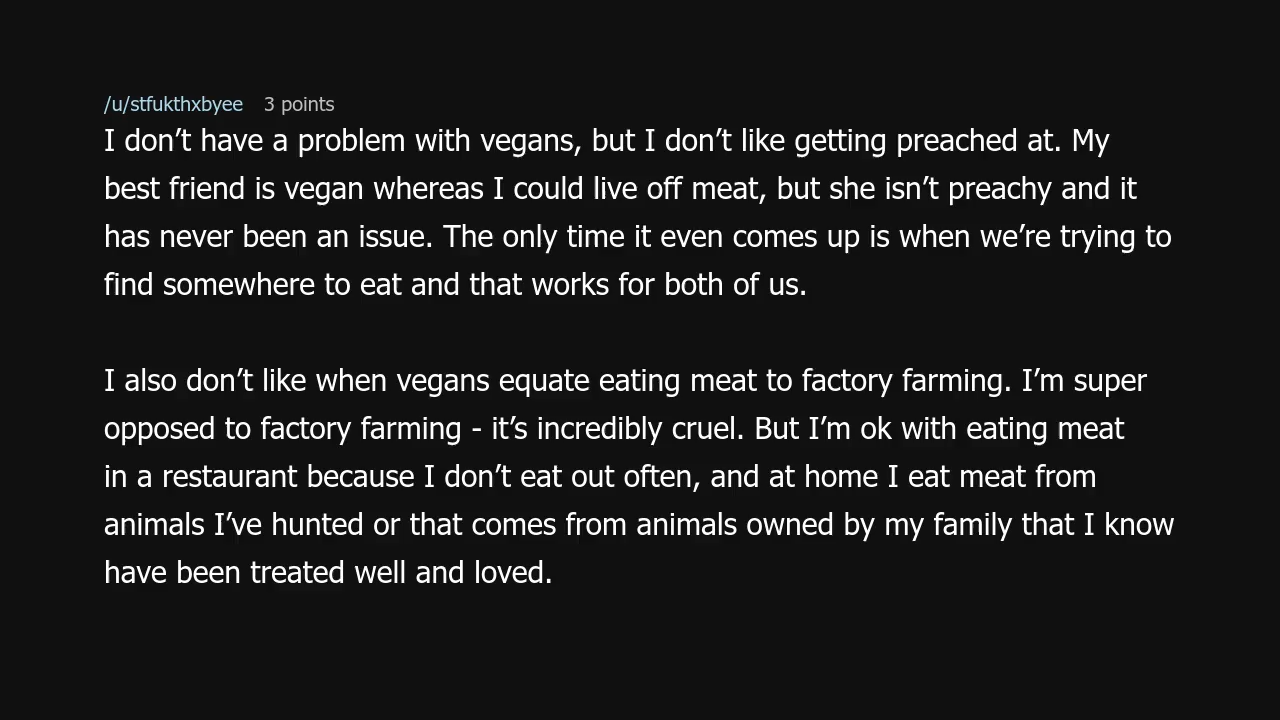 /u/stfukthxbyee 3 points
I don’t have a problem with vegans, but I don’t like getting preached at. My
best friend is vegan whereas I could live off meat, but she isn’t preachy and it
has never been an issue. The only time it even comes up is when we’re trying to
find somewhere to eat and that works for both of us.
I also don’t like when vegans equate eating meat to factory farming. I’m super
opposed to factory farming - it’s incredibly cruel. But I’m ok with eating meat
in a restaurant because I don’t eat out often, and at home I eat meat from
animals I’ve hunted or that comes from animals owned by my family that I know
have been treated well and loved.